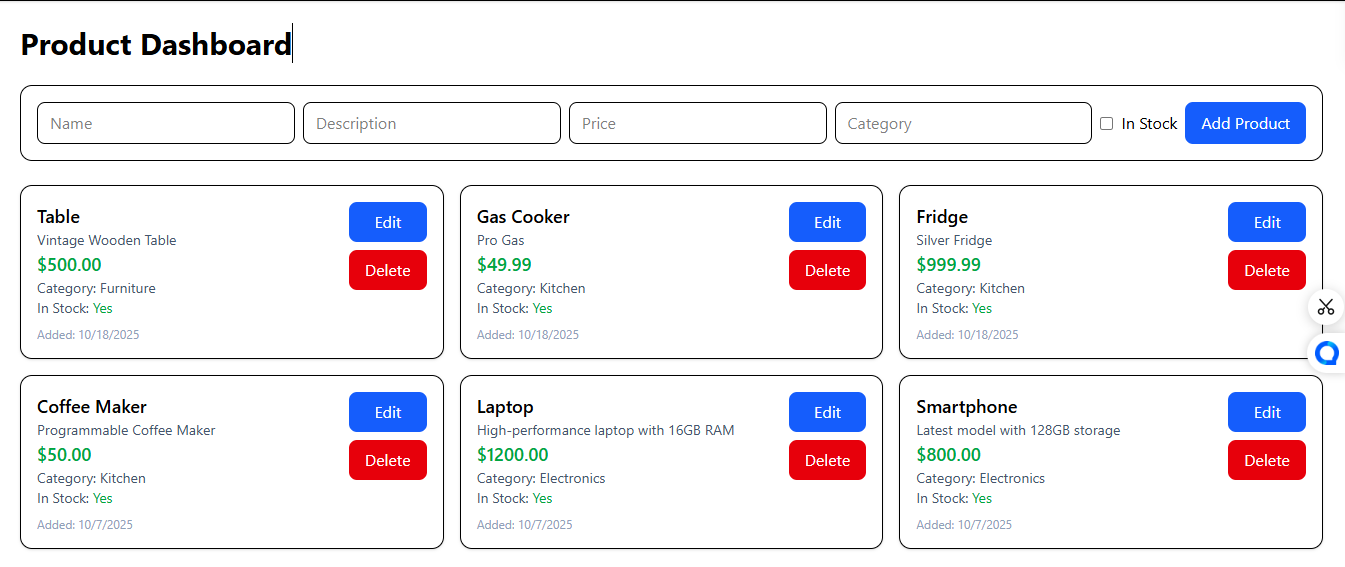 Product Dashboard
Name Description Price Category In Stock Add Product
Table
Vintage Wooden Table
$500.00
Category: Furniture
In Stock: Yes
Added: 10/18/2025
Edit
Delete
Gas Cooker
Pro Gas
$49.99
Category: Kitchen
In Stock: Yes
Added: 10/18/2025
Edit
Delete
Fridge
Silver Fridge
$999.99
Category: Kitchen
In Stock: Yes
Added: 10/18/2025
Edit
Delete
Coffee Maker
Programmable Coffee Maker
$50.00
Category: Kitchen
In Stock: Yes
Added: 10/7/2025
Edit
Delete
Laptop
High-performance laptop with 16GB RAM
$1200.00
Category: Electronics
In Stock: Yes
Added: 10/7/2025
Edit
Delete
Smartphone
Latest model with 128GB storage
$800.00
Category: Electronics
In Stock: Yes
Added: 10/7/2025
Edit
Delete